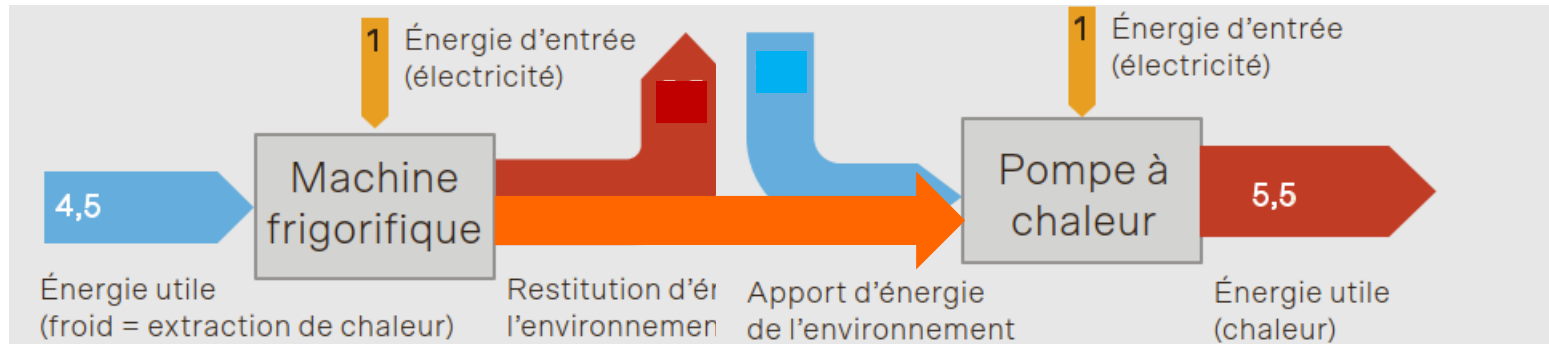 1 Énergie d'entrée
(électricité)
Machine
frigorifique
4,5
Énergie utile
(froid = extraction de chaleur)
Restitution
1 Énergie d'entrée
(électricité)
Pompe à
chaleur
5,5
Apport d'énergie
de l'environnement
Énergie utile
(chaleur)